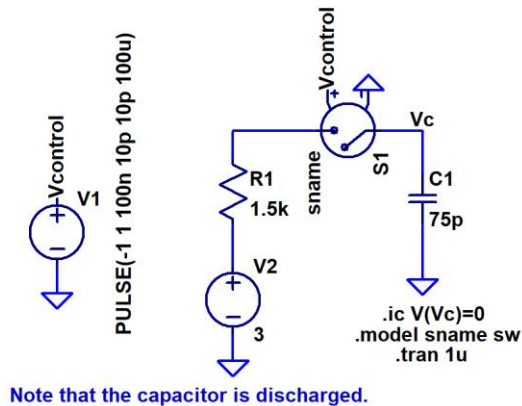 Vcontrol
+
Vcontrol
V1
+
−
PULSE(-1 1 100n 10p 10p 100u)
sname
S1
Vc
R1
1.5k
C1
75p
V2
+
−
3
.ic V(Vc)=0
.model sname sw
.tran 1u
Note that the capacitor is discharged.